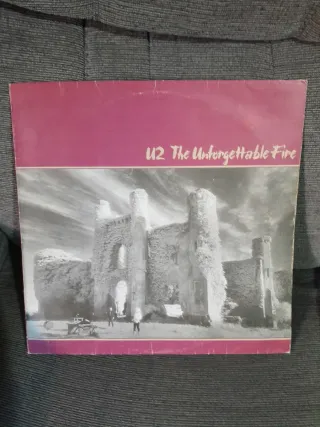 U2 The Unforgettable Fire